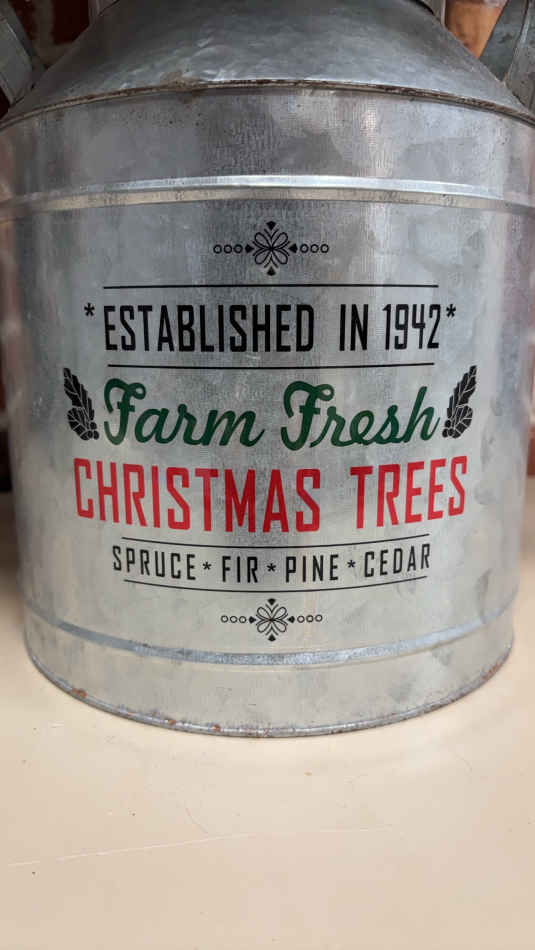 *ESTABLISHED IN 1942*
Farm Fresh
CHRISTMAS TREES
SPRUCE * FIR * PINE * CEDAR